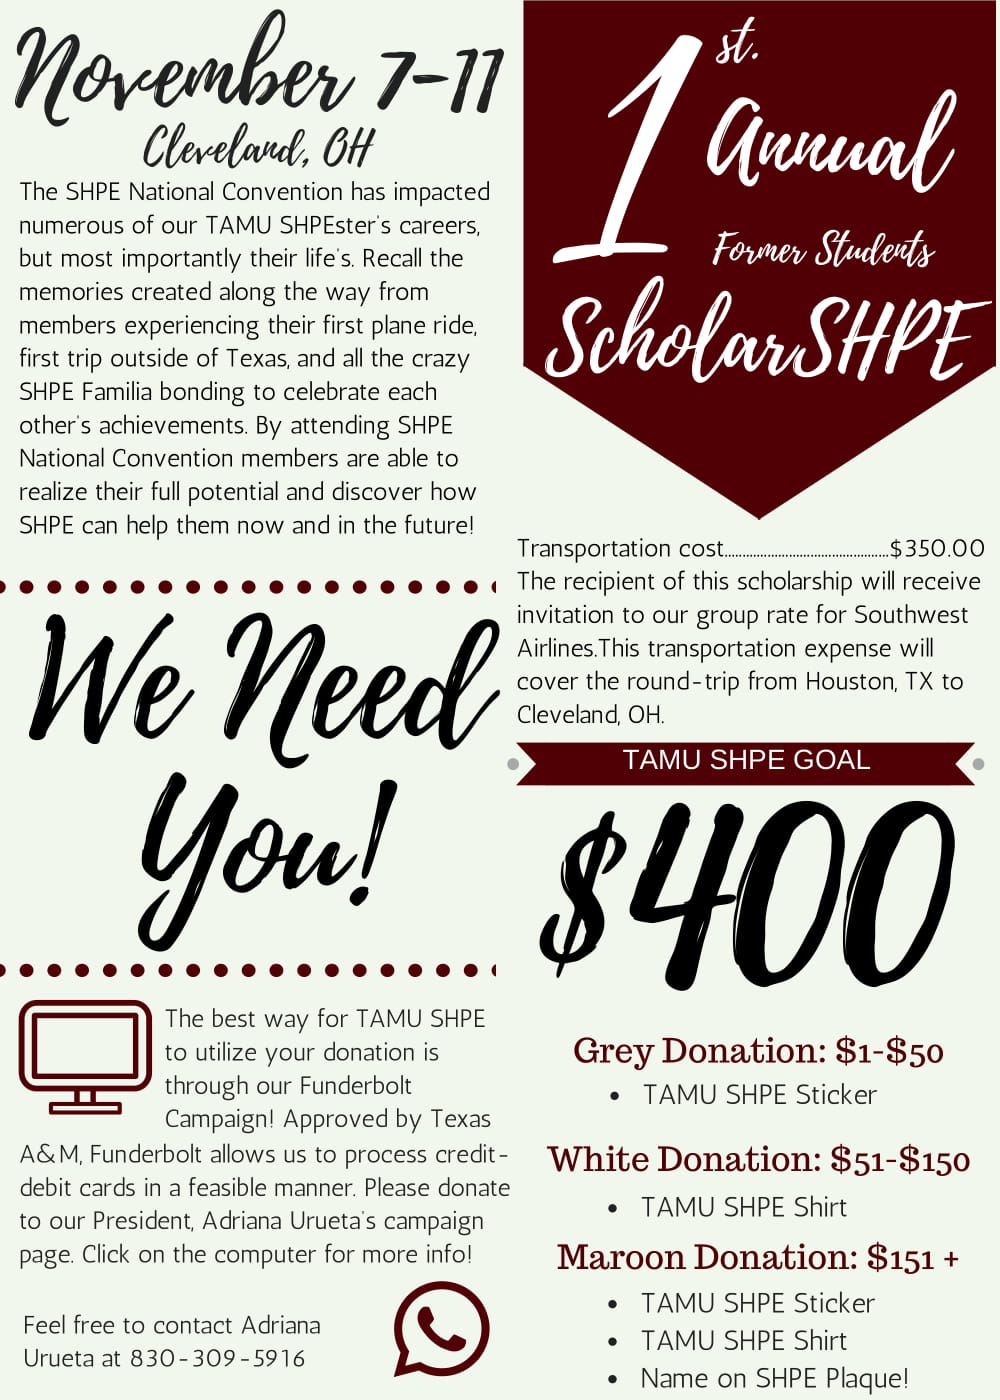 November 7-11
Cleveland, OH
The SHPE National Convention has impacted
numerous of our TAMU SHPEster's careers,
but most importantly their life's. Recall the
memories created along the way from
members experiencing their first plane ride,
first trip outside of Texas, and all the crazy
SHPE Familia bonding to celebrate each
other's achievements. By attending SHPE
National Convention members are able to
realize their full potential and discover how
SHPE can help them now and in the future!
We Need
You!
The best way for TAMU SHPE
to utilize your donation is
through our Funderbolt
Campaign! Approved by Texas
A&M, Funderbolt allows us to process credit-
debit cards in a feasible manner. Please donate
to our President, Adriana Urueta's campaign
page. Click on the computer for more info!
Feel free to contact Adriana
Urueta at 830-309-5916
1st.
Annual
Former Students
ScholarSHPE
Transportation cost..............................................$350.00
The recipient of this scholarship will receive
invitation to our group rate for Southwest
Airlines.This transportation expense will
cover the round-trip from Houston, TX to
Cleveland, OH.
TAMU SHPE GOAL
$400
Grey Donation: $1-$50
• TAMU SHPE Sticker
White Donation: $51-$150
• TAMU SHPE Shirt
Maroon Donation: $151 +
• TAMU SHPE Sticker
• TAMU SHPE Shirt
• Name on SHPE Plaque!